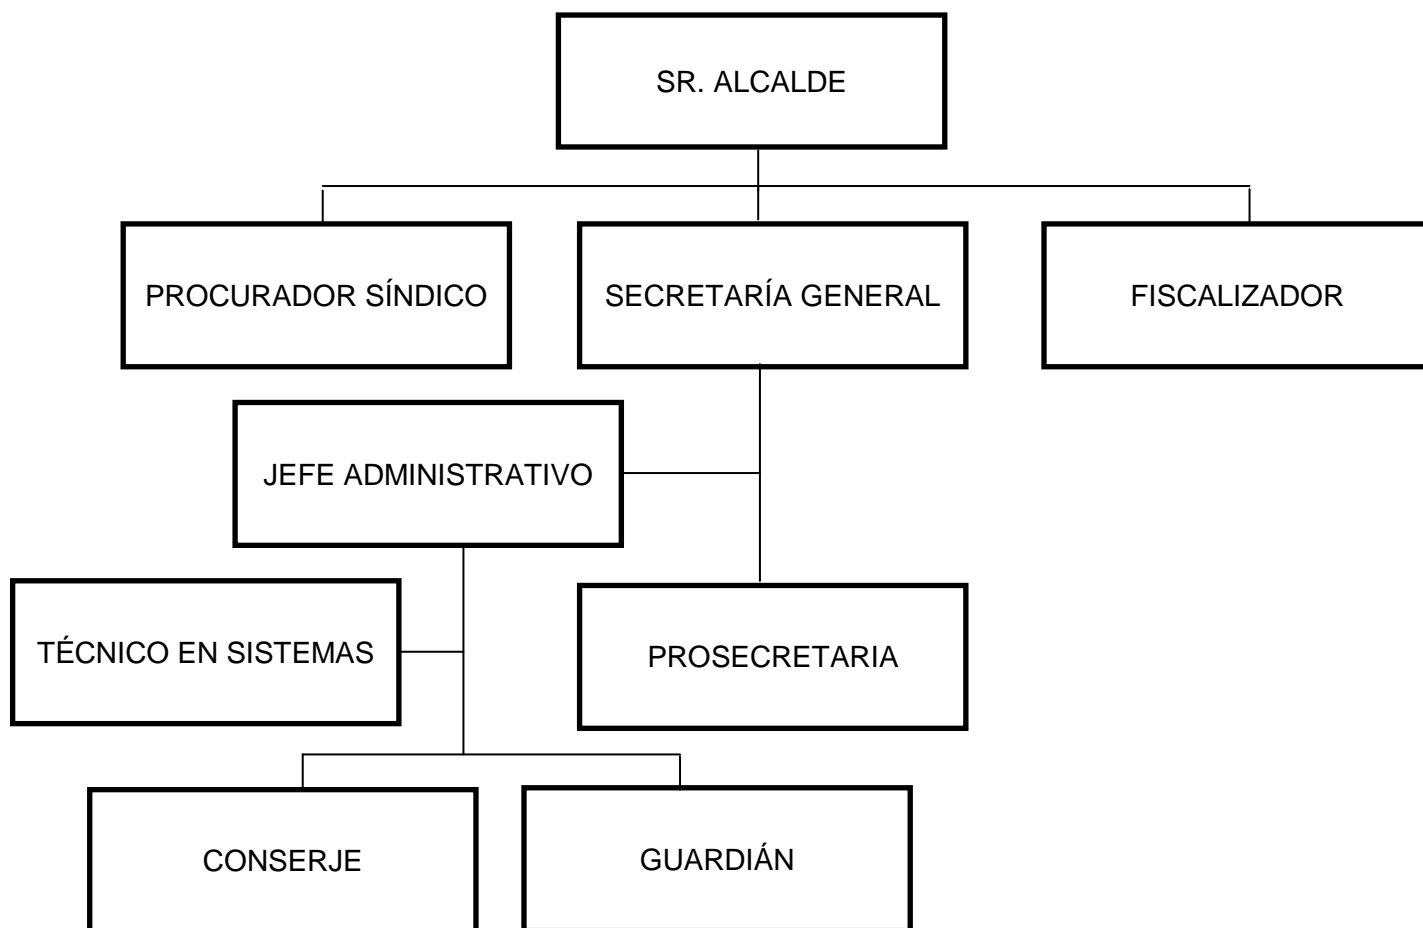 SR. ALCALDE
PROCURADOR SÍNDICO
SECRETARÍA GENERAL
FISCALIZADOR
JEFE ADMINISTRATIVO
TÉCNICO EN SISTEMAS
PROSECRETARIA
CONSERJE
GUARDIÁN